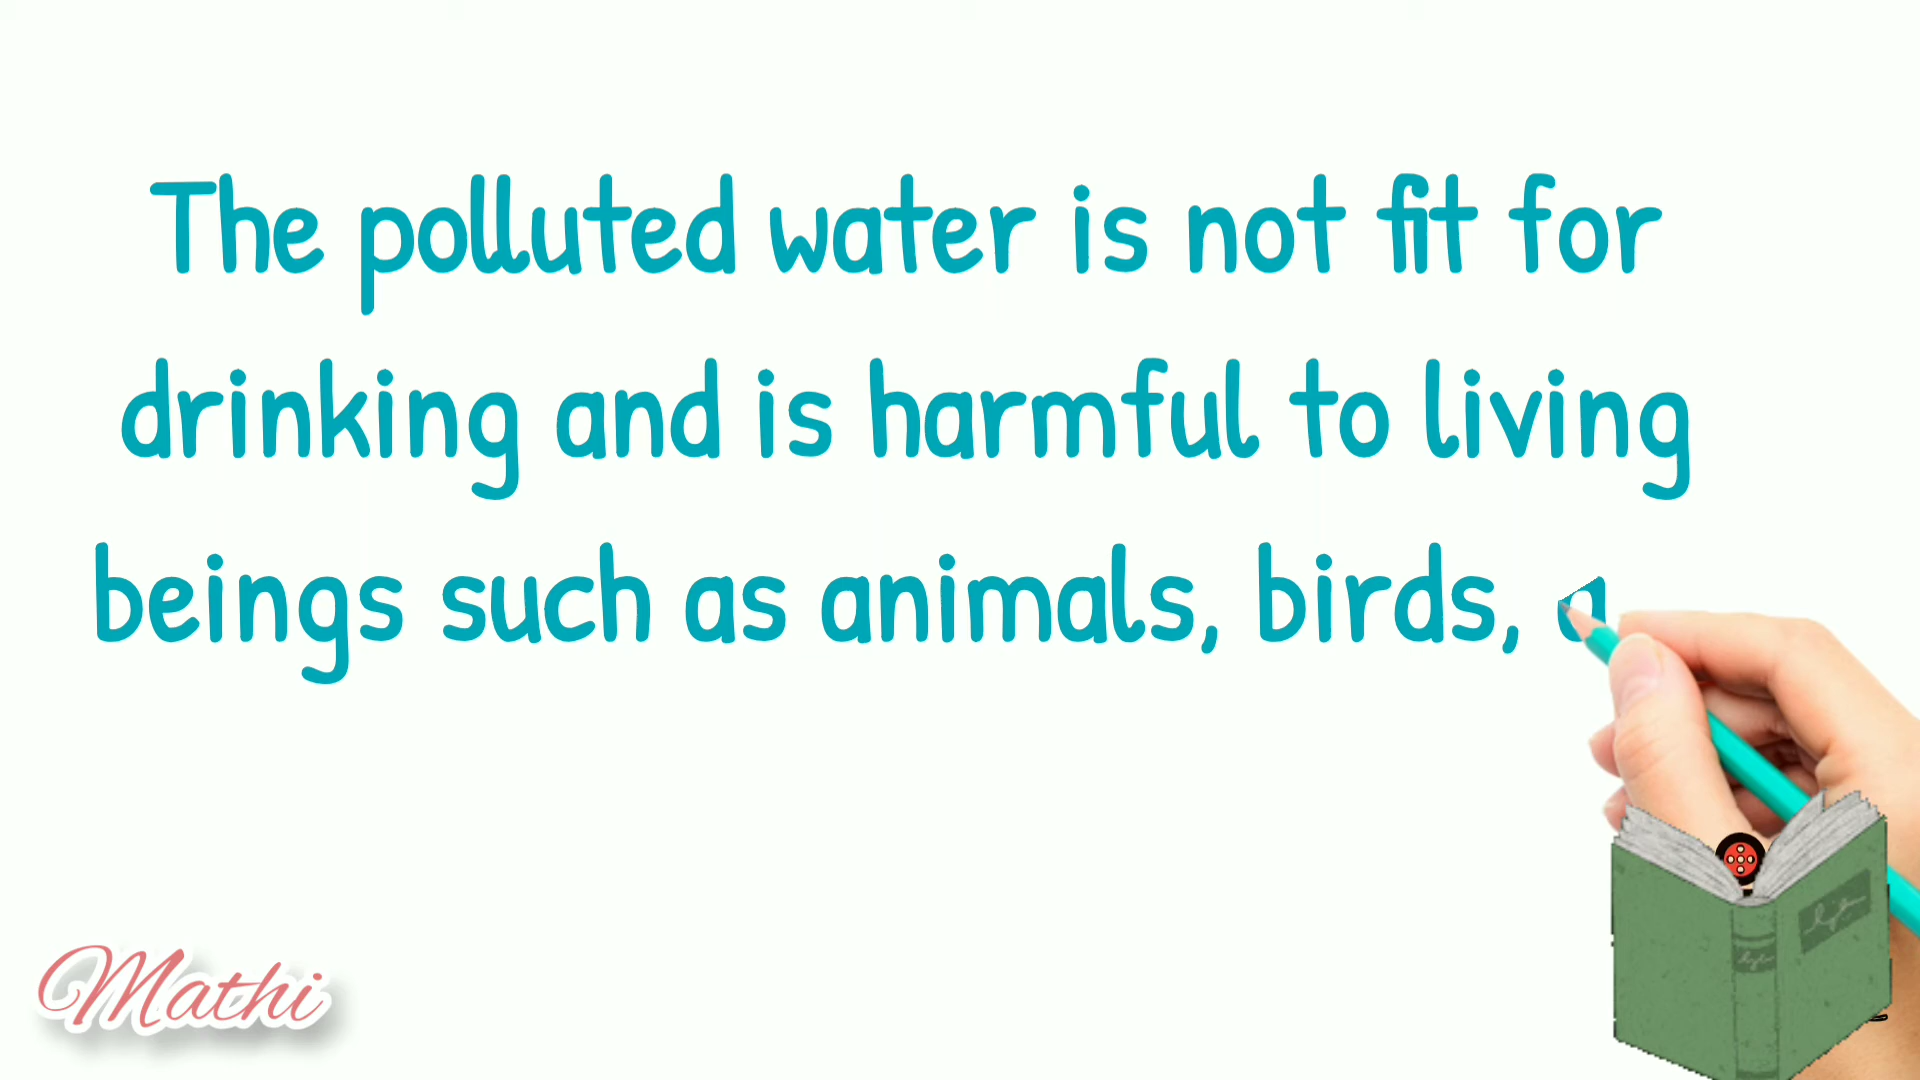 The polluted water is not fit for
drinking and is harmful to living
beings such as animals, birds,
Mathi